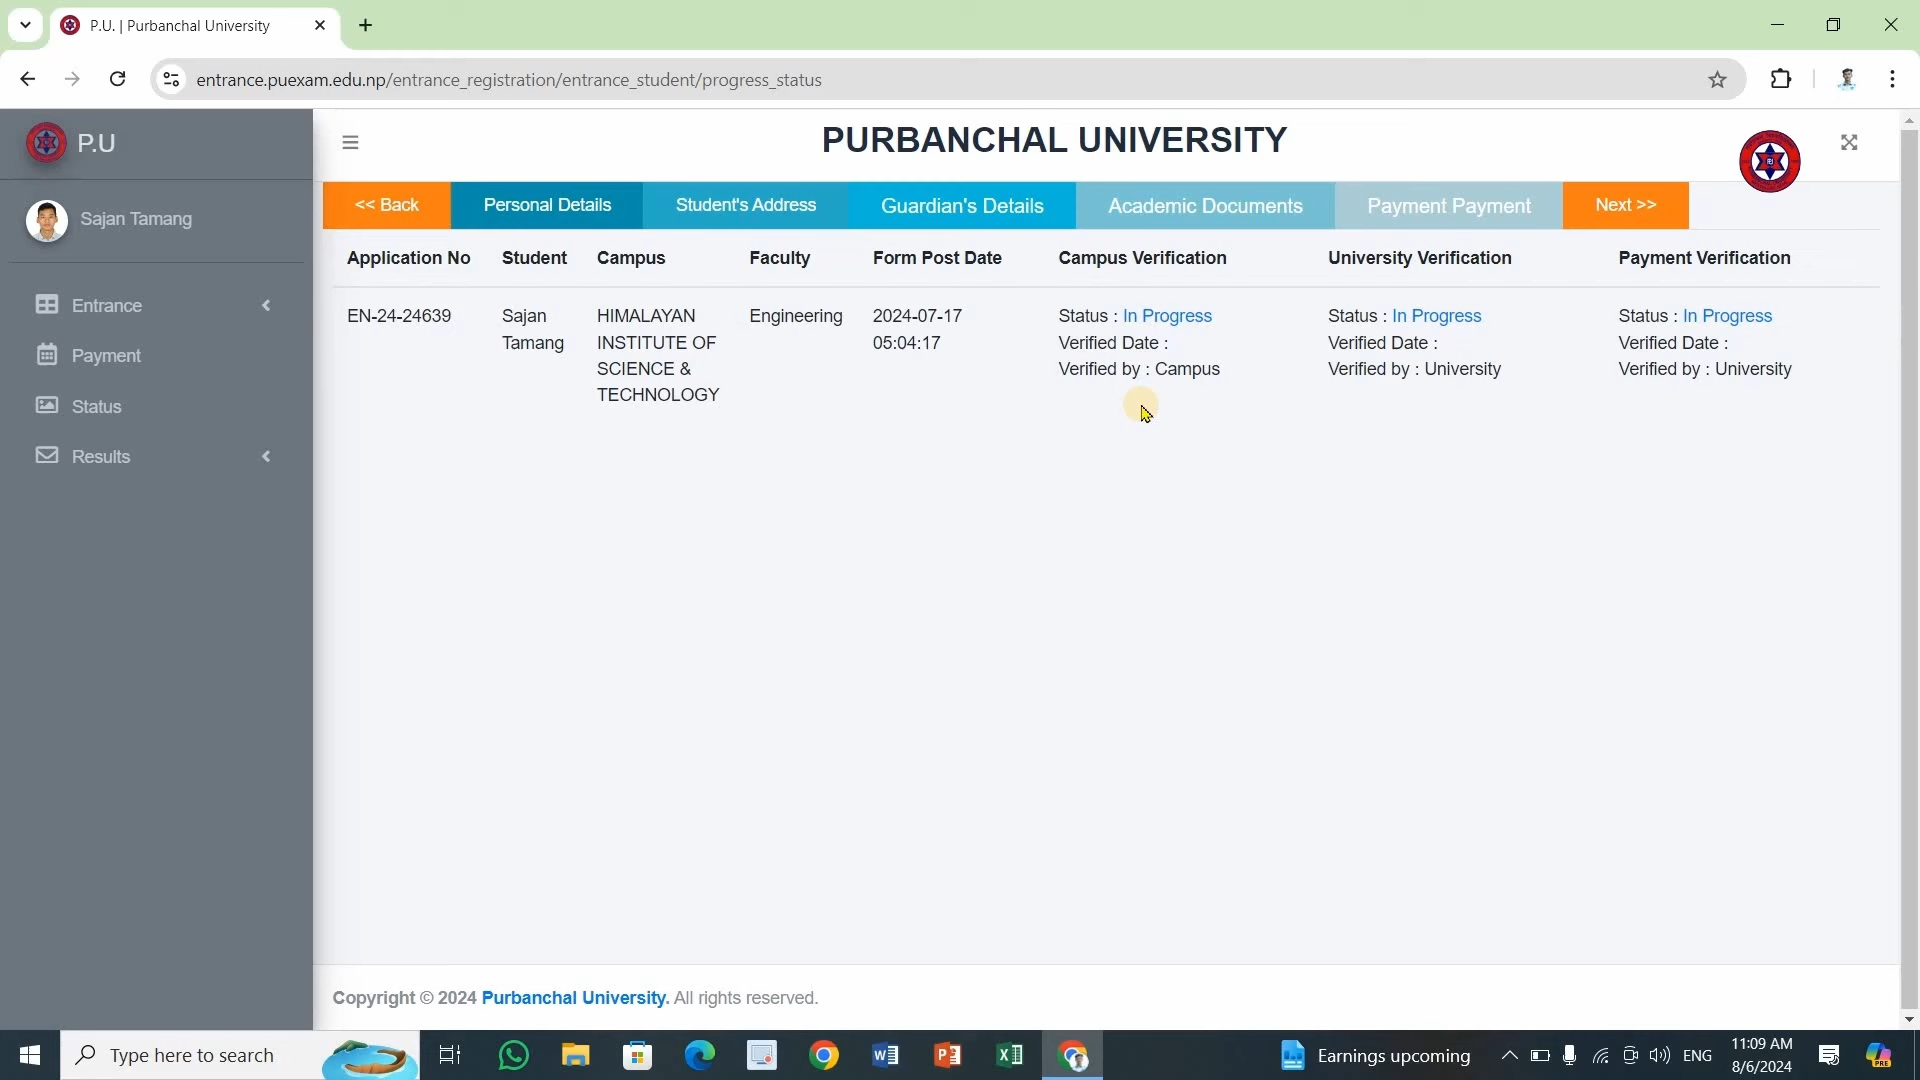 P.U. | Purbanchal University
entrance.puexam.edu.np/entrance_registration/entrance_student/progress_status
P.U
PURBANCHAL UNIVERSITY
Sajan Tamang
<< Back
Personal Details
Student's Address
Guardian's Details
Academic Documents
Payment Payment
Next >>
Application No
Student
Campus
Faculty
Form Post Date
Campus Verification
University Verification
Payment Verification
EN-24-24639
Sajan
Tamang
HIMALAYAN
INSTITUTE OF
SCIENCE &
TECHNOLOGY
Engineering
2024-07-17
05:04:17
Status : In Progress
Verified Date :
Verified by : Campus
Status : In Progress
Verified Date :
Verified by : University
Status : In Progress
Verified Date :
Verified by : University
Entrance
Payment
Status
Results
Copyright © 2024 Purbanchal University. All rights reserved.
Type here to search
Earnings upcoming
ENG
11:09 AM
8/6/2024